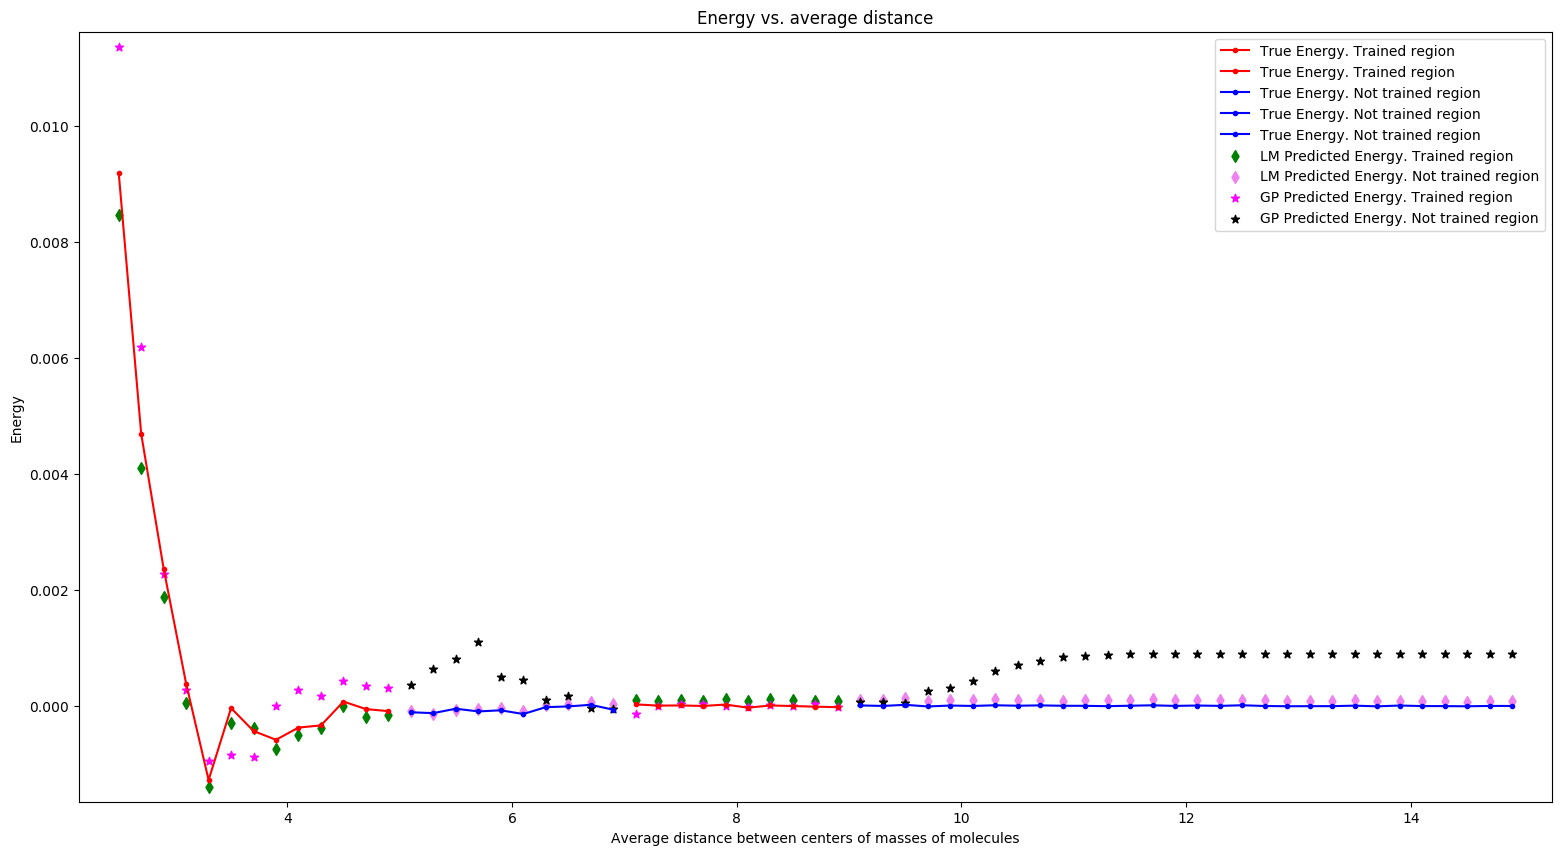 Energy vs. average distance
True Energy. Trained region
True Energy. Trained region
True Energy. Not trained region
True Energy. Not trained region
True Energy. Not trained region
LM Predicted Energy. Trained region
LM Predicted Energy. Not trained region
GP Predicted Energy. Trained region
GP Predicted Energy. Not trained region
Energy
0.010
0.008
0.006
0.004
0.002
0.000
4
6
8
10
12
14
Average distance between centers of masses of molecules